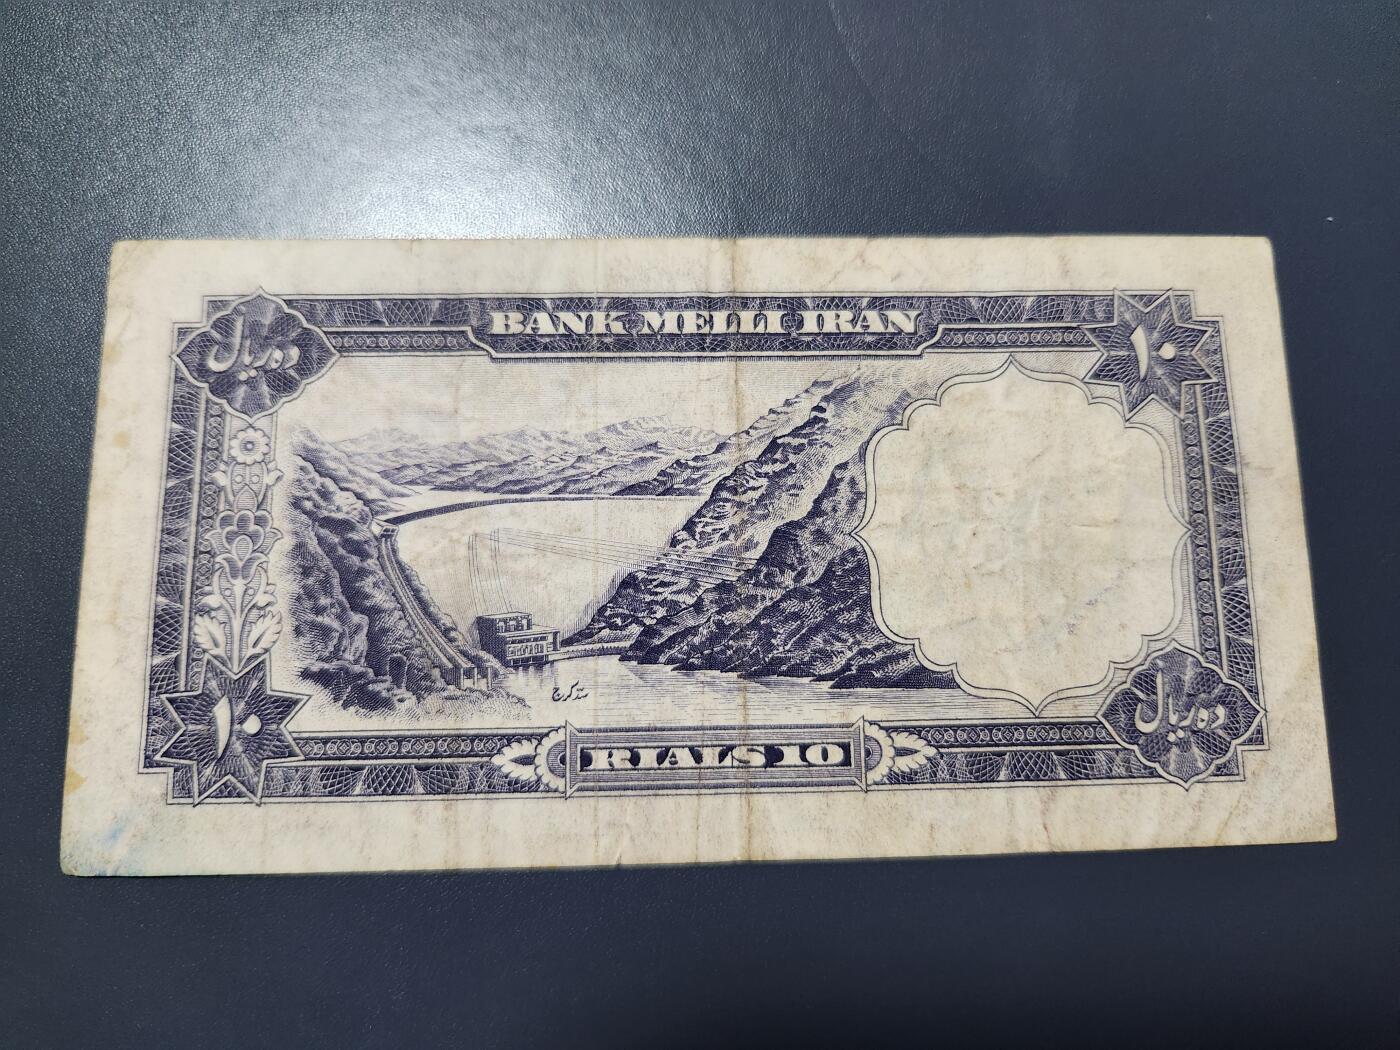 BANK MELLI IRAN
ده ریال
۱۰
سد کرج
۱۰
RIALS 10
ده ریال